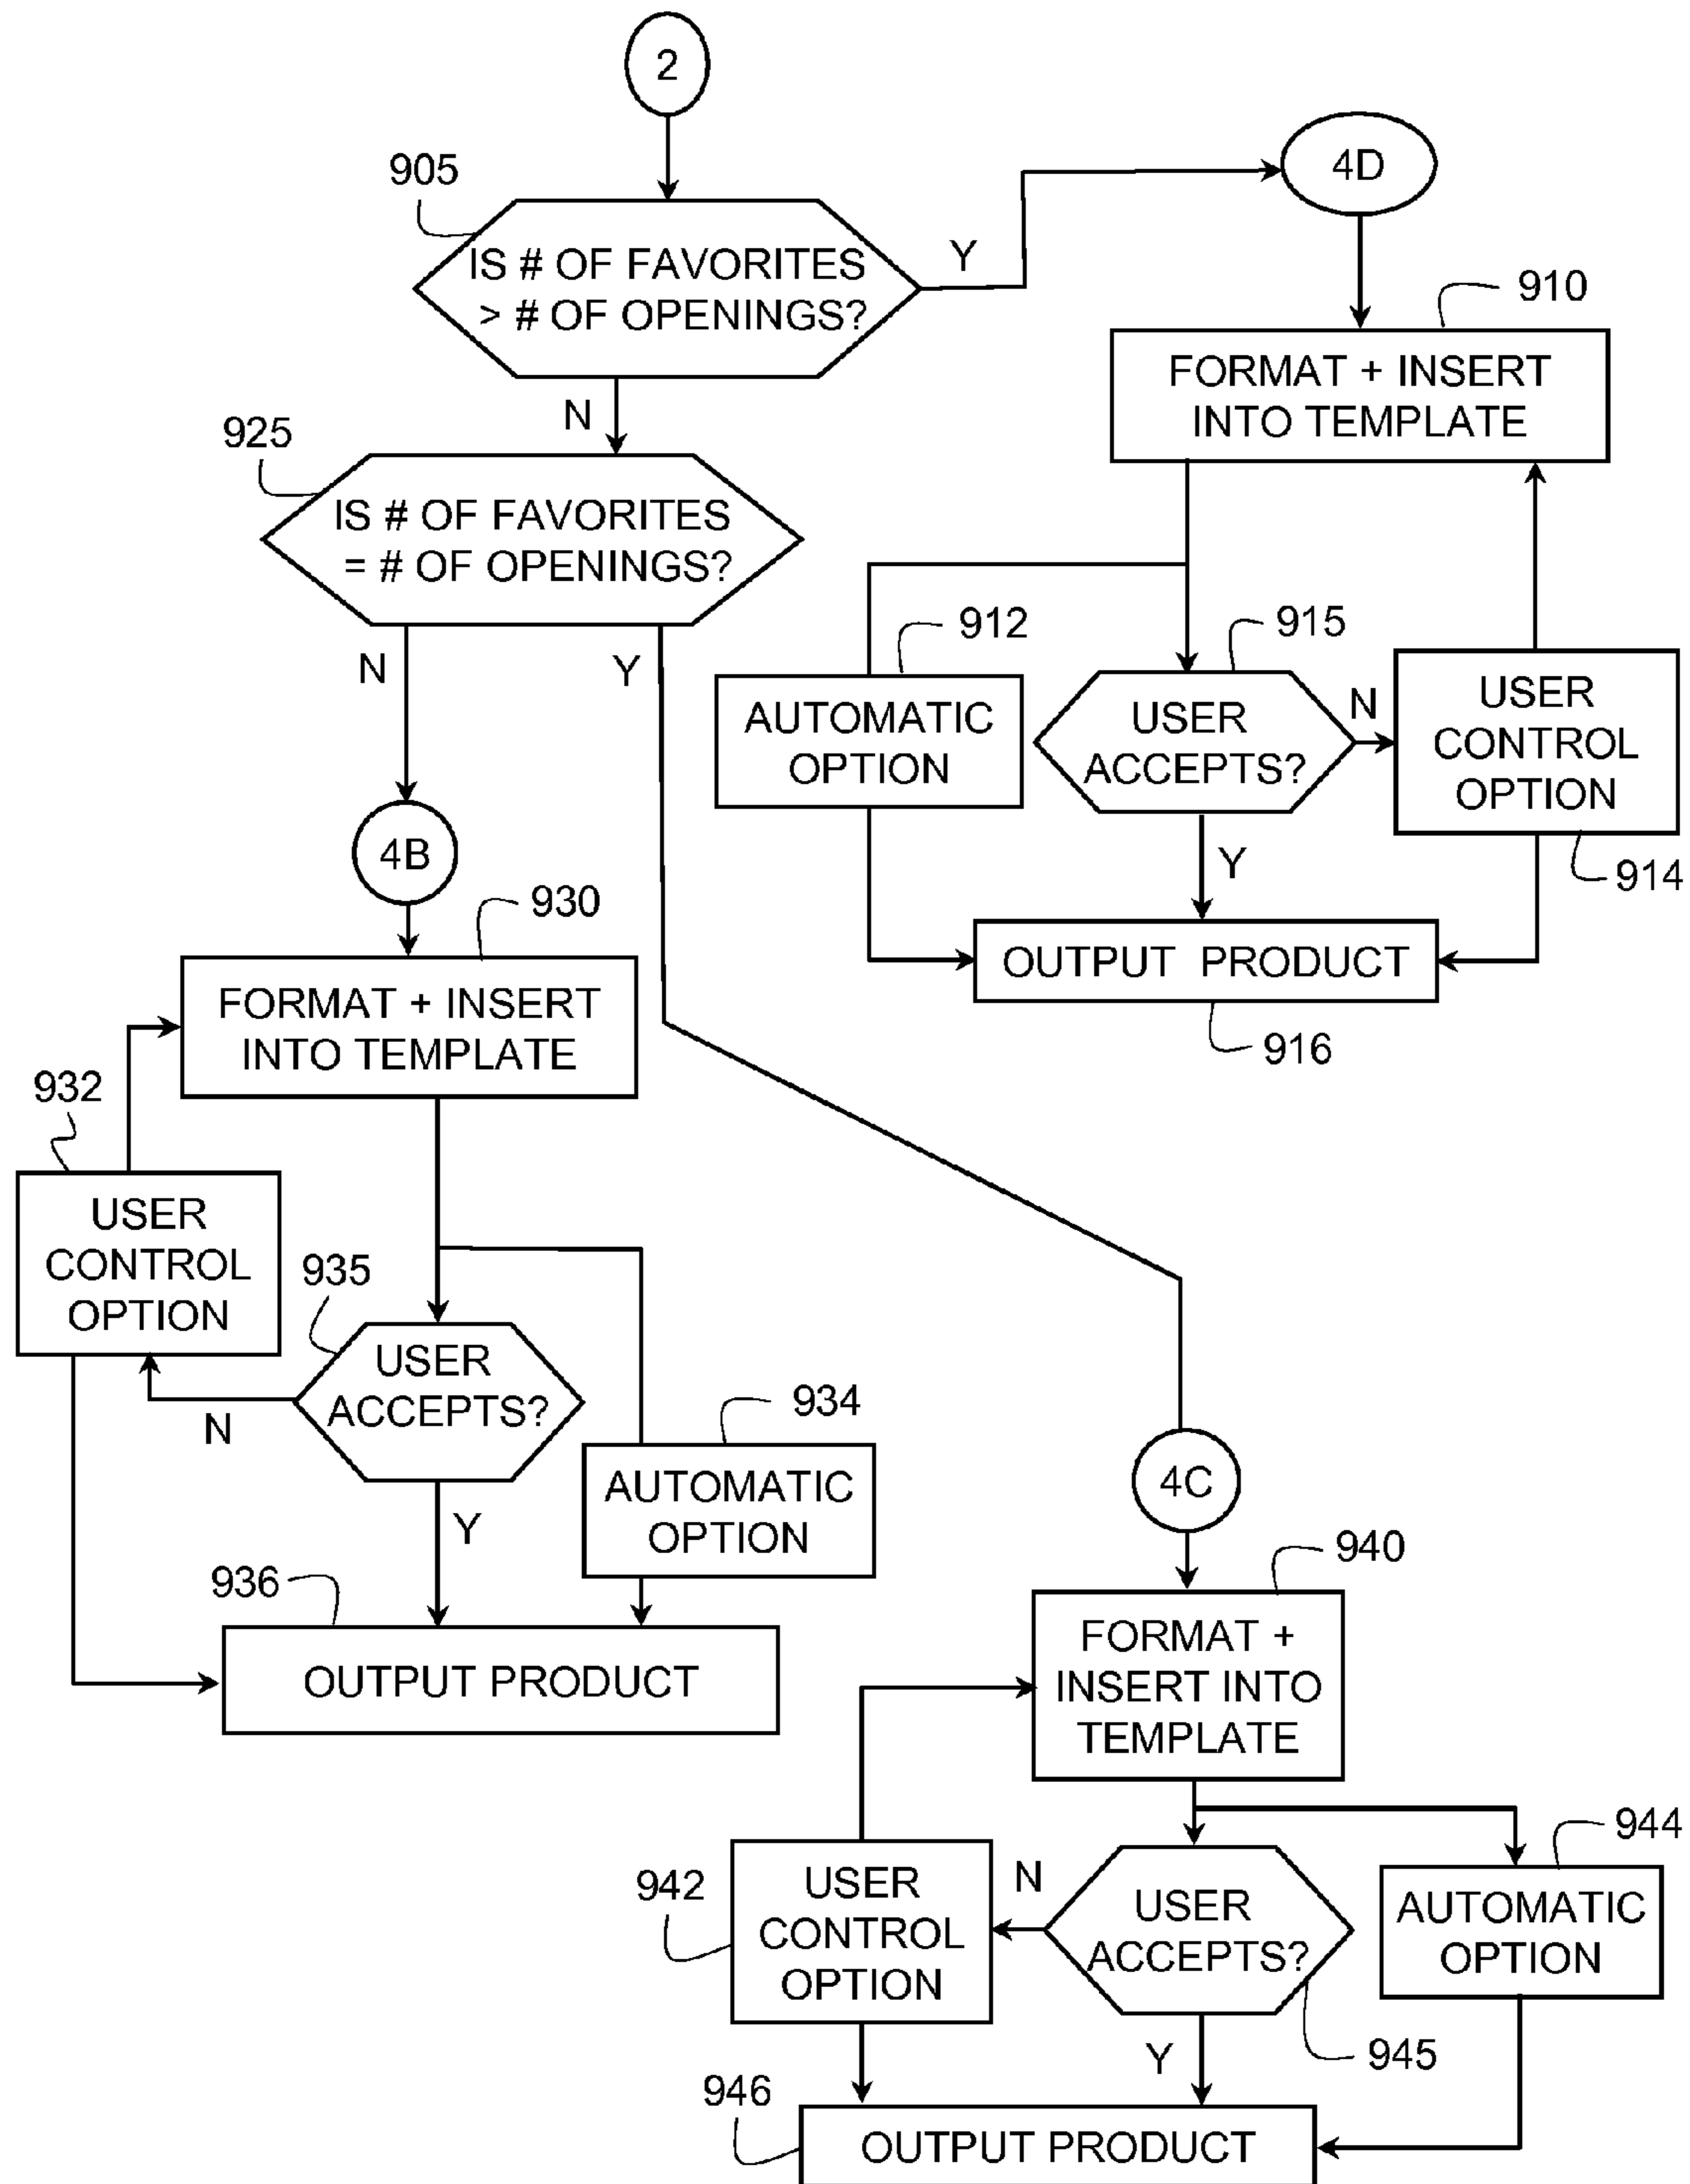 2
905
IS # OF FAVORITES
> # OF OPENINGS?
Y
N
4D
910
FORMAT + INSERT
INTO TEMPLATE
912
AUTOMATIC
OPTION
915
USER
ACCEPTS?
N
USER
CONTROL
OPTION
914
Y
OUTPUT PRODUCT
916
925
IS # OF FAVORITES
= # OF OPENINGS?
N
Y
4B
930
FORMAT + INSERT
INTO TEMPLATE
932
USER
CONTROL
OPTION
935
USER
ACCEPTS?
N
Y
934
AUTOMATIC
OPTION
936
OUTPUT PRODUCT
4C
940
FORMAT +
INSERT INTO
TEMPLATE
942
USER
CONTROL
OPTION
N
USER
ACCEPTS?
945
Y
944
AUTOMATIC
OPTION
946
OUTPUT PRODUCT